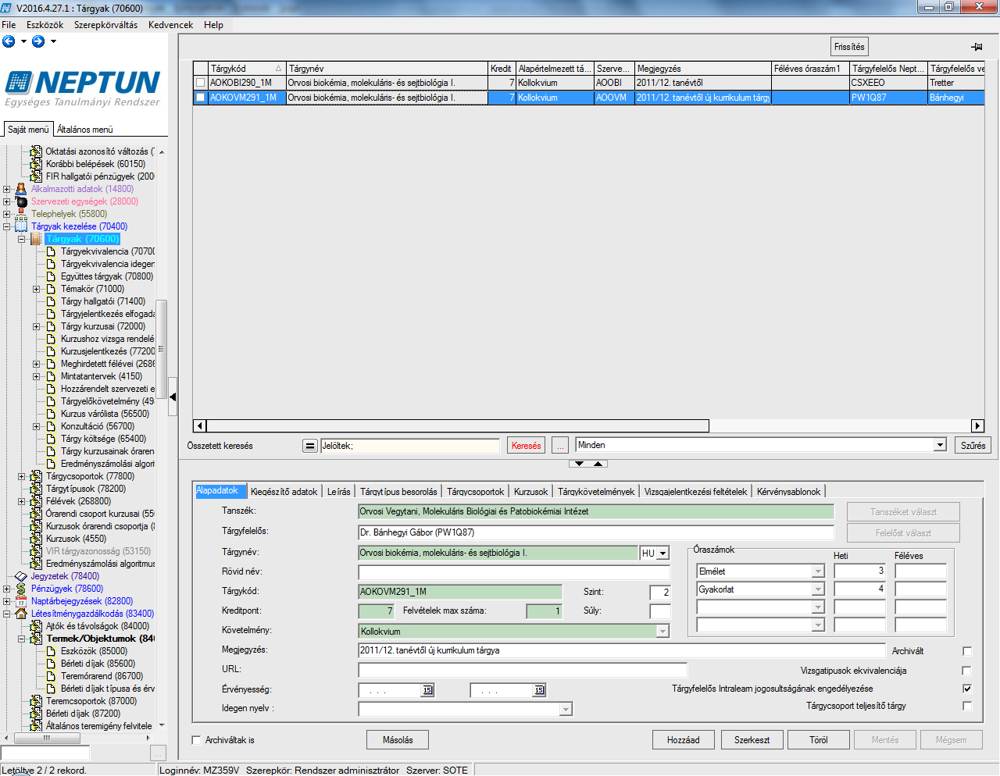 V2016.4.27.1 : Tárgyak (70600)
File Eszközök Szerepkörváltás Kedvencek Help
Frissítés
NEPTUN
Egységes Tanulmányi Rendszer
Saját menü Általános menü
Oktatási azonosító változás (
Korábbi belépések (60150)
FIR hallgatói pénzügyek (200
Alkalmazotti adatok (14800)
Szervezeti egységek (28000)
Telephelyek (55800)
Tárgyak kezelése (70400)
Tárgyak (70600)
Tárgyekvivalencia (70700
Tárgyekvivalencia idegen
Együttes tárgyak (70800)
Témakör (71000)
Tárgy hallgatói (71400)
Tárgyjelentkezés elfogadá
Tárgy kurzusai (72000)
Kurzushoz vizsga rendelé
Kurzusjelentkezés (77200
Meghirdetett félévei (2686
Mintatantervek (4150)
Hozzárendelt szervezeti e
Tárgyelőkövetelmény (49
Kurzus várólista (56500)
Konzultáció (56700)
Tárgy költsége (65400)
Tárgy kurzusainak óraren
Eredményszámolási algori
Tárgycsoportok (77800)
Tárgytípusok (78200)
Félévek (268800)
Órarendi csoport kurzusai (55
Kurzusok órarendi csoportja (
Kurzusok (4550)
VIR tárgyazonosság (53150)
Eredményszámolási algoritmus
Jegyzetek (78400)
Pénzügyek (78600)
Naptárbejegyzések (82800)
Létesítménygazdálkodás (83400)
Ajtók és távolságok (84000)
Termek/Objektumok (840
Eszközök (85000)
Bérleti díjak (85600)
Teremórarend (86700)
Bérleti díjak típusa és érv
Teremcsoportok (87000)
Bérleti díjak (87200)
Általános teremigény felvitele
...
Tárgykód Tárgynév Kredit Alapértelmezett tá... Szerve... Megjegyzés Féléves óraszám1 Tárgyfelelős Nept... Tárgyfelelős ve
AOKOBI290_1M Orvosi biokémia, molekuláris- és sejtbiológia I. 7 Kollokvium AOOBI 2011/12. tanévtől CSXEEO Tretter
AOKOVM291_1M Orvosi biokémia, molekuláris- és sejtbiológia I. 7 Kollokvium AOOVM 2011/12. tanévtől új kurrikulum tárgy PW1Q87 Bánhegyi
Összetett keresés = Jelöltek; Keresés ... Minden Szűrés
Alapadatok Kiegészítő adatok Leírás Tárgytípus besorolás Tárgycsoportok Kurzusok Tárgykövetelmények Vizsgajelentkezési feltételek Kérvénysablonok
Tanszék: Orvosi Vegytani, Molekuláris Biológiai és Patobiokémiai Intézet Tanszéket választ
Tárgyfelelős: Dr. Bánhegyi Gábor (PW1Q87) Felelőst választ
Tárgynév: Orvosi biokémia, molekuláris- és sejtbiológia I. HU
Óraszámok
Heti Féléves
Rövid név:
Elmélet 3
Tárgykód: AOKOVM291_1M Szint: 2
Gyakorlat 4
Kreditpont: 7 Felvételek max száma: 1 Súly:
Követelmény: Kollokvium
Megjegyzés: 2011/12. tanévtől új kurrikulum tárgya Archivált
URL: Vizsgatípusok ekvivalenciája
Érvényesség: . . . 15 . . . 15 Tárgyfelelős Intralearn jogosultságának engedélyezése
Idegen nyelv : Tárgycsoport teljesítő tárgy
Archiváltak is Másolás Hozzáad Szerkeszt Töröl Mentés Mégsem
Letöltve 2 / 2 rekord. Loginnév: MZ359V Szerepkör: Rendszer adminisztrátor Szerver: SOTE